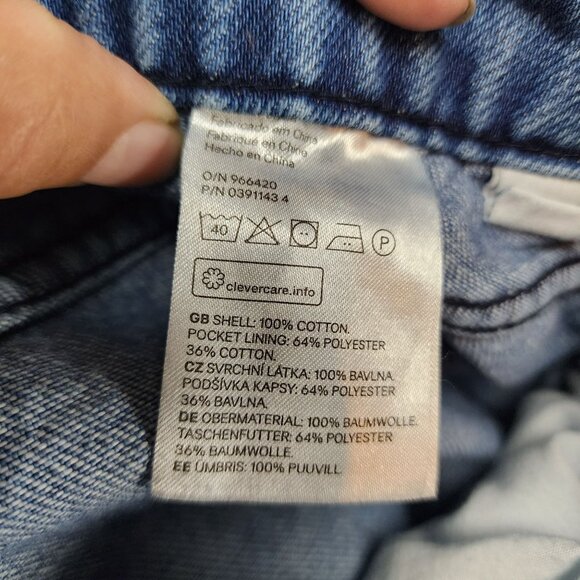 Fabricado em China
Fabriqué en Chine
Hecho en China
O/N 966420
P/N 0391143 4
40 P
clevercare.info
GB SHELL: 100% COTTON.
POCKET LINING: 64% POLYESTER
36% COTTON.
CZ SVRCHNÍ LÁTKA: 100% BAVLNA.
PODŠÍVKA KAPSY: 64% POLYESTER
36% BAVLNA.
DE OBERMATERIAL: 100% BAUMWOLLE.
TASCHENFUTTER: 64% POLYESTER
36% BAUMWOLLE.
EE ÜMBRIS: 100% PUUVILL